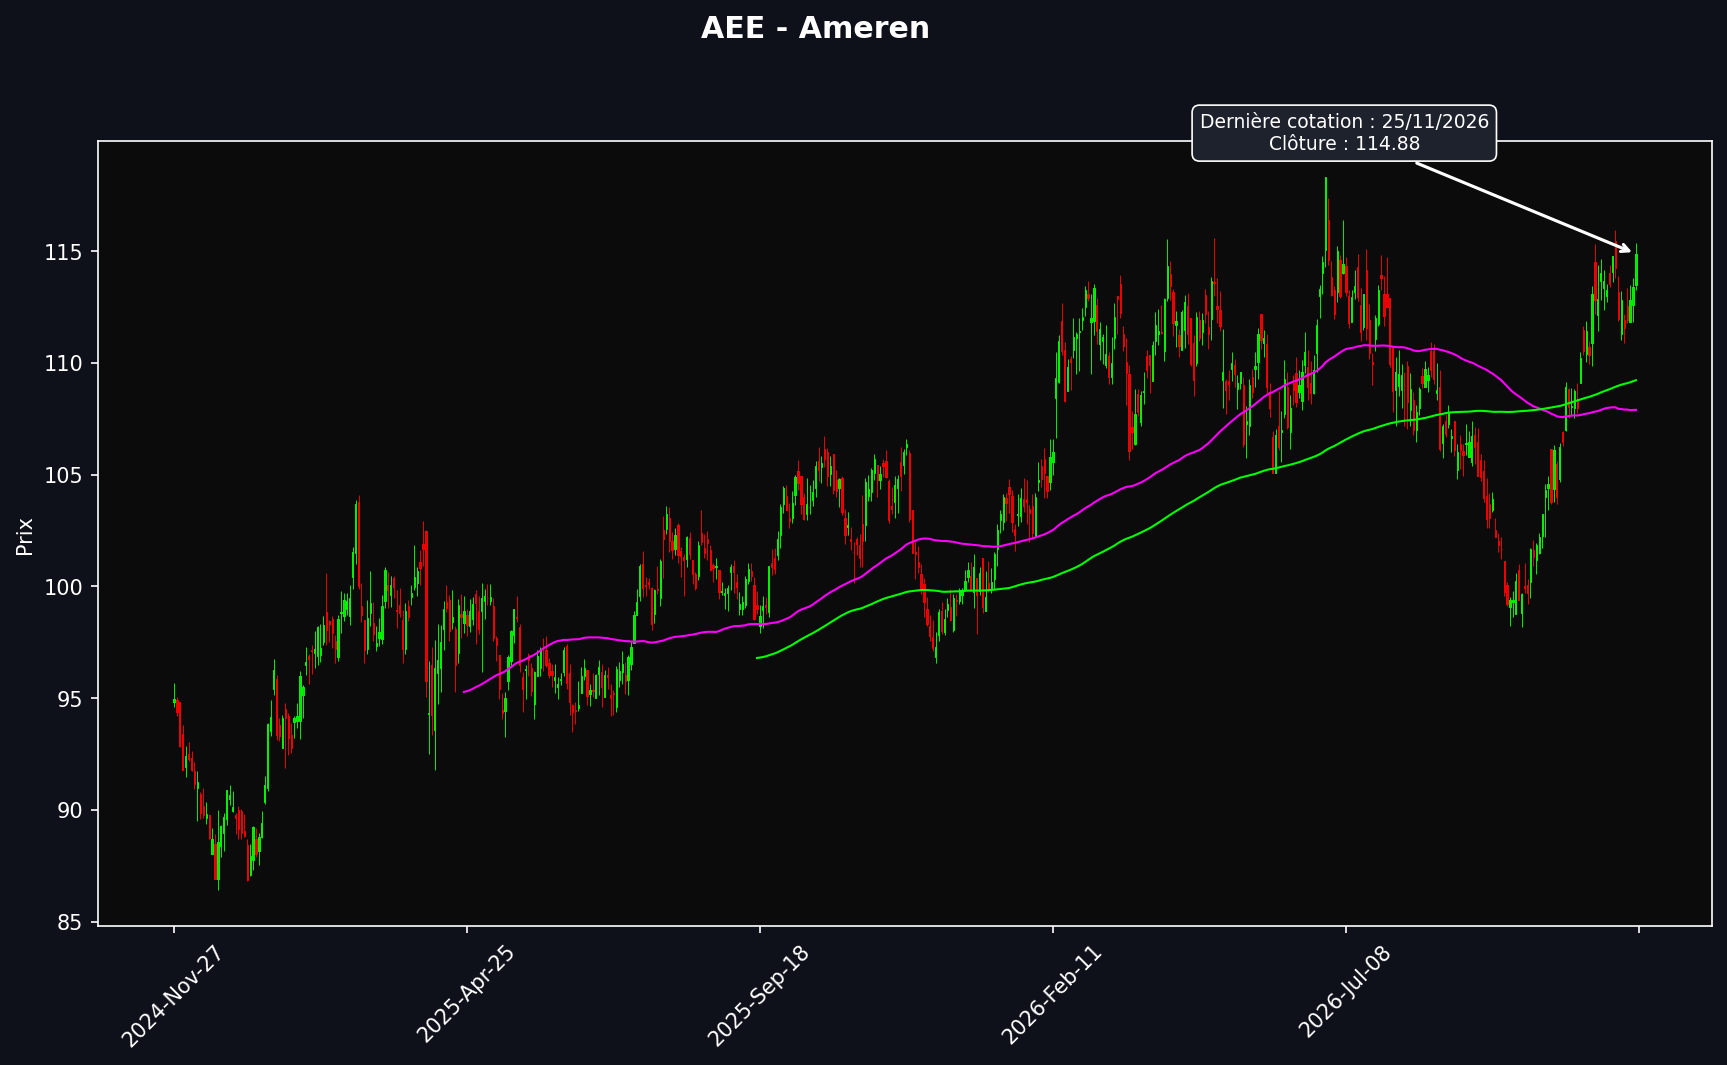 AEE - Ameren
Dernière cotation : 25/11/2026
Clôture : 114.88
115
110
105
100
95
90
85
Prix
2024-Nov-27
2025-Apr-25
2025-Sep-18
2026-Feb-11
2026-Jul-08